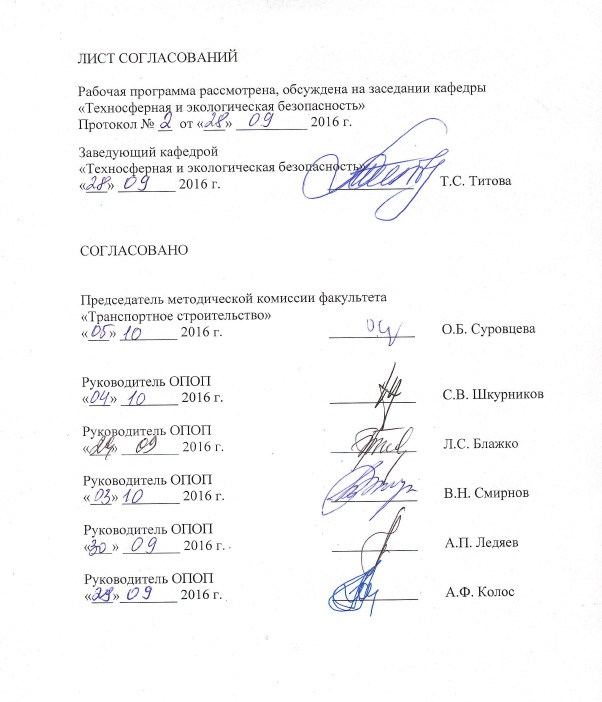 ЛИСТ СОГЛАСОВАНИЙ
Рабочая программа рассмотрена, обсуждена на заседании кафедры
«Техносферная и экологическая безопасность»
Протокол № 2 от «28» 09 2016 г.
Заведующий кафедрой
«Техносферная и экологическая безопасность»
«28» 09 2016 г. Т.С. Титова
СОГЛАСОВАНО
Председатель методической комиссии факультета
«Транспортное строительство»
«05» 10 2016 г. О.Б. Суровцева
Руководитель ОПОП
«04» 10 2016 г. С.В. Шкурников
Руководитель ОПОП
«29» 09 2016 г. Л.С. Блажко
Руководитель ОПОП
«03» 10 2016 г. В.Н. Смирнов
Руководитель ОПОП
«30» 09 2016 г. А.П. Ледяев
Руководитель ОПОП
«29» 09 2016 г. А.Ф. Колос